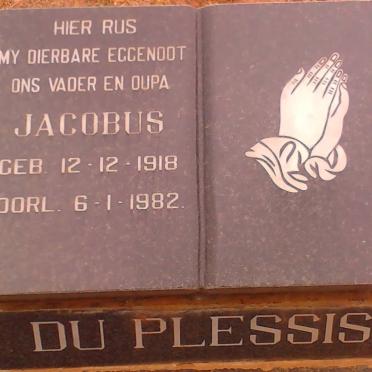 HIER RUS
MY DIERBARE EGGENOOT
ONS VADER EN OUPA
JACOBUS
GEB. 12-12-1918
OORL. 6-1-1982.
DU PLESSIS